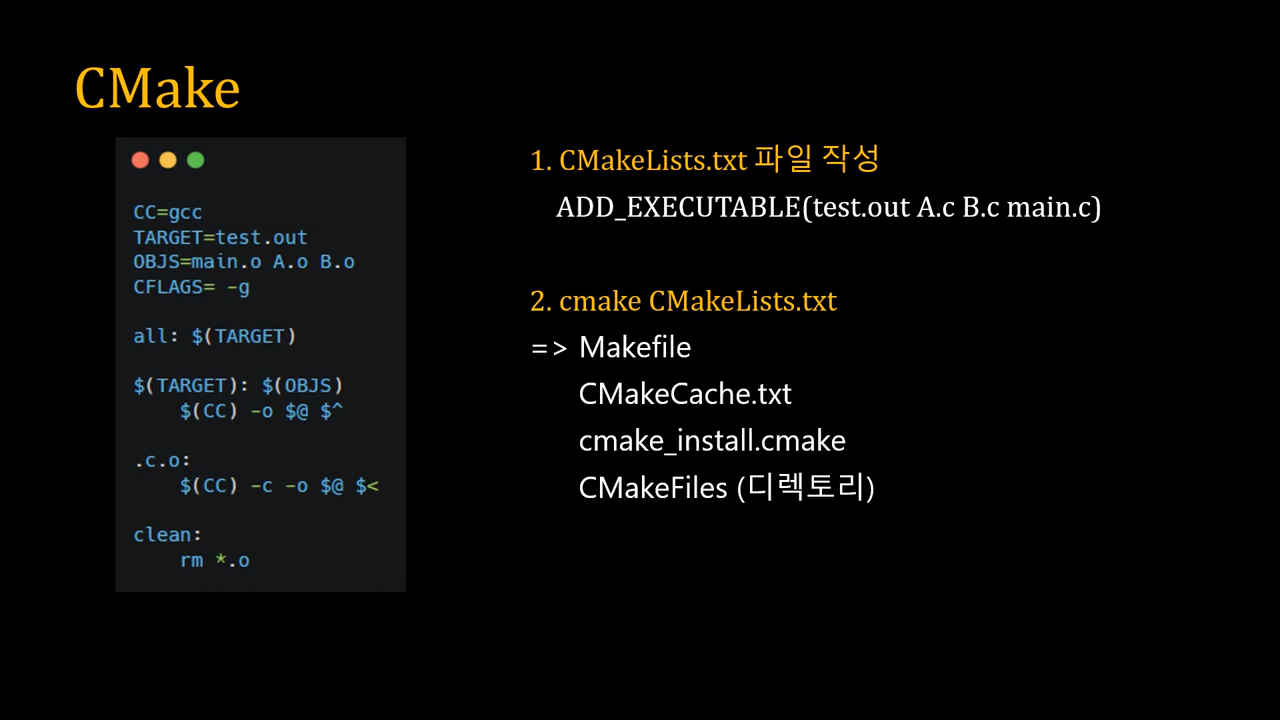 CMake
CC=gcc
TARGET=test.out
OBJS=main.o A.o B.o
CFLAGS= -g
all: $(TARGET)
$(TARGET): $(OBJS)
$(CC) -o $@ $^
.c.o:
$(CC) -c -o $@ $<
clean:
rm *.o
1. CMakeLists.txt 파일 작성
ADD_EXECUTABLE(test.out A.c B.c main.c)
2. cmake CMakeLists.txt
=> Makefile
CMakeCache.txt
cmake_install.cmake
CMakeFiles (디렉토리)